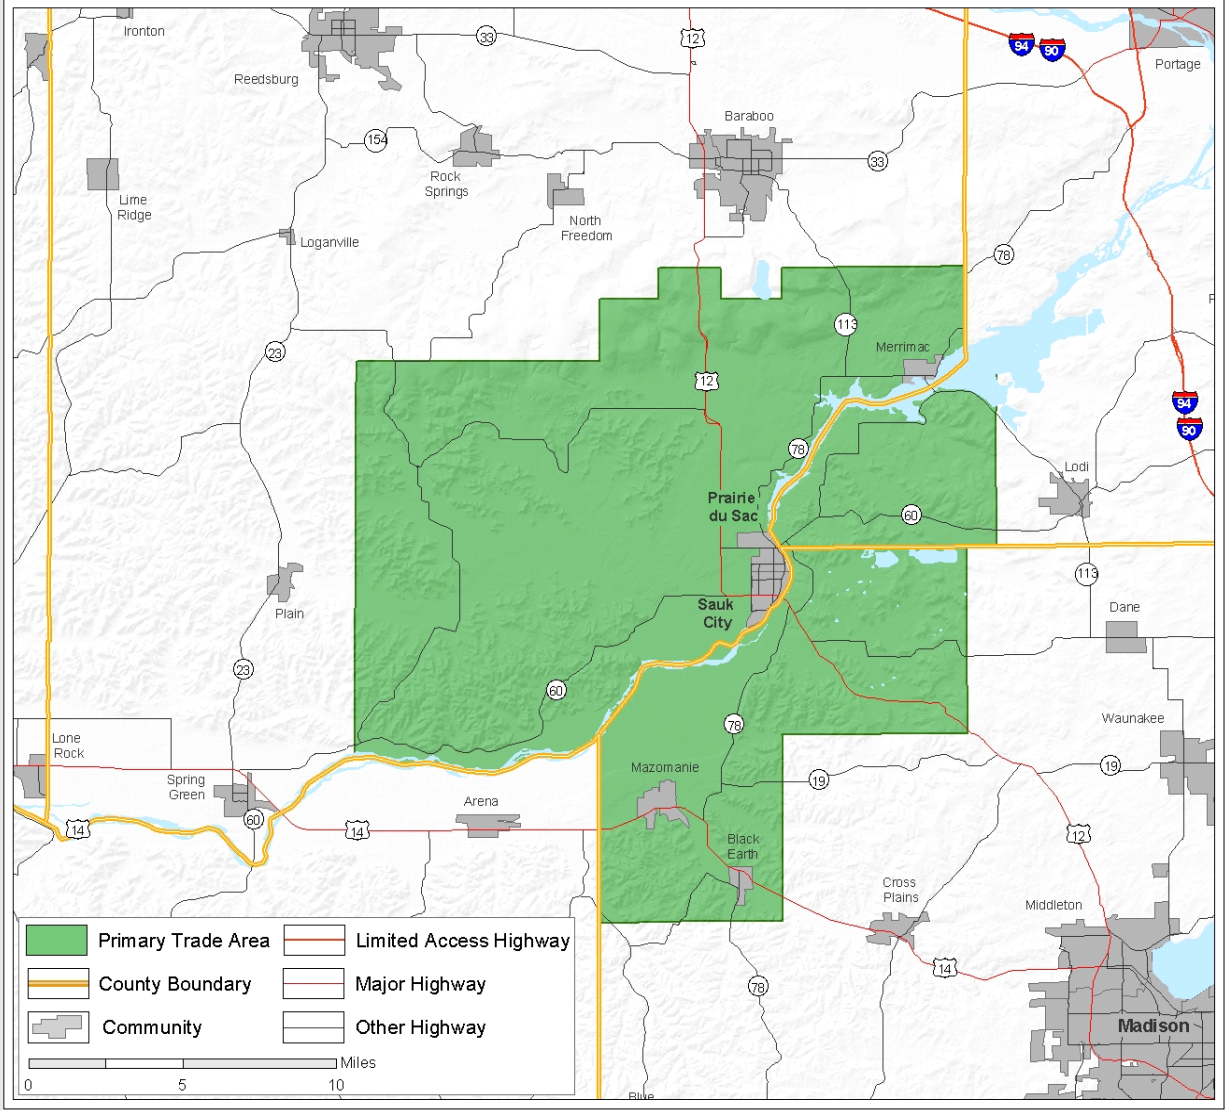 Ironton
33
12
94
90
Portage
Reedsburg
Baraboo
154
33
Rock
Springs
Lime
Ridge
North
Freedom
Loganville
78
113
23
Merrimac
12
94
90
78
Lodi
Prairie
du Sac
60
113
Plain
Sauk
City
Dane
23
60
78
Waunakee
Lone
Rock
Mazomanie
19
19
Spring
Green
Arena
60
14
14
12
Black
Earth
Cross
Plains
Middleton
14
78
Madison
Primary Trade Area
Limited Access Highway
County Boundary
Major Highway
Community
Other Highway
Miles
0
5
10
Blue